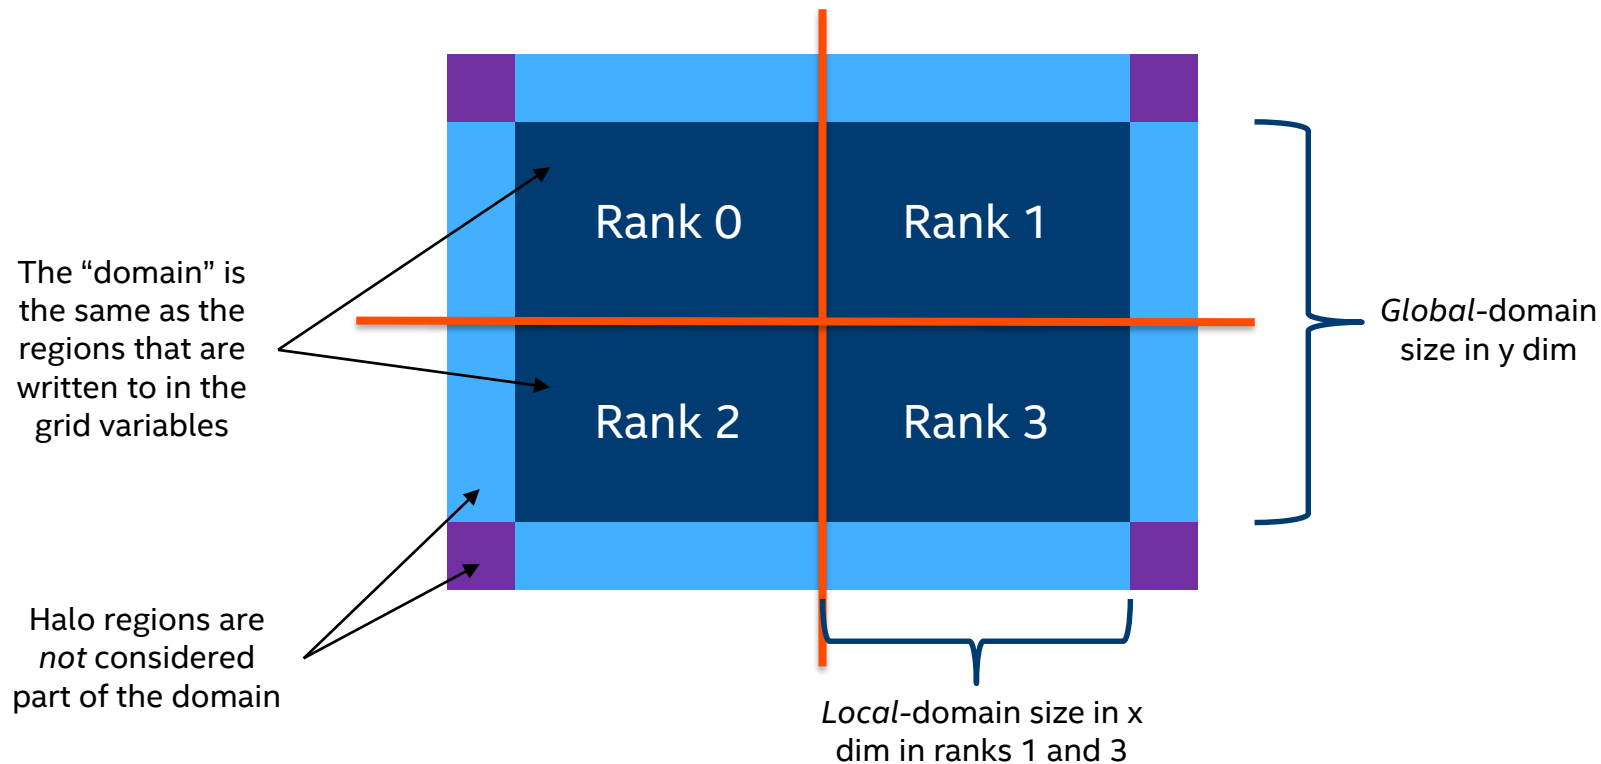 Rank 0
Rank 1
The “domain” is
the same as the
regions that are
written to in the
grid variables
Global-domain
size in y dim
Rank 2
Rank 3
Halo regions are
not considered
part of the domain
Local-domain size in x
dim in ranks 1 and 3